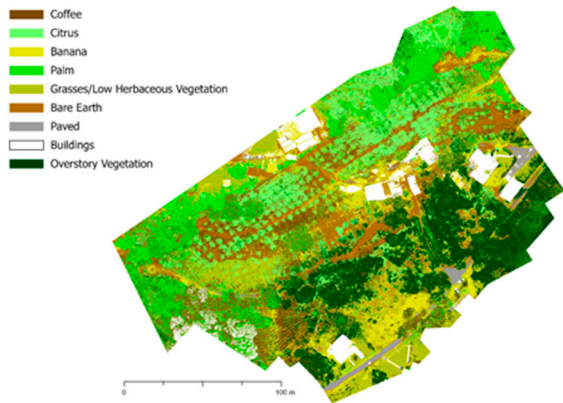 Coffee
Citrus
Banana
Palm
Grasses/Low Herbaceous Vegetation
Bare Earth
Paved
Buildings
Overstory Vegetation
0 100 m